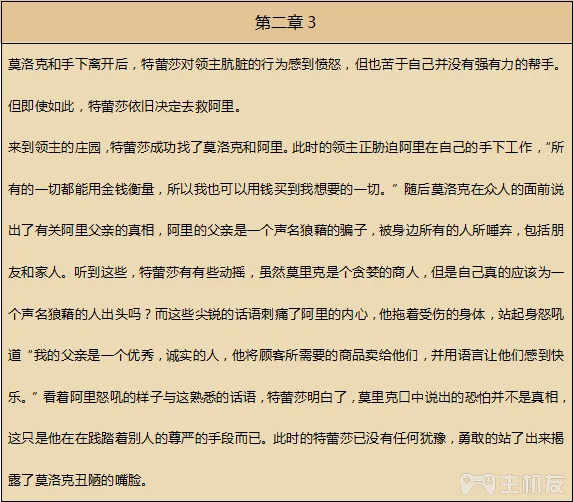 第二章 3
莫洛克和手下离开后，特蕾莎对领主肮脏的行为感到愤怒，但也苦于自己并没有强有力的帮手。
但即使如此，特蕾莎依旧决定去救阿里。
来到领主的庄园，特蕾莎成功找了莫洛克和阿里。此时的领主正胁迫阿里在自己的手下工作，“所
有的一切都能用金钱衡量，所以我也可以用钱买到我想要的一切。”随后莫洛克在众人的面前说
出了有关阿里父亲的真相，阿里的父亲是一个声名狼藉的骗子，被身边所有的人所唾弃，包括朋
友和家人。听到这些，特蕾莎有有些动摇，虽然莫里克是个贪婪的商人，但是自己真的应该为一
个声名狼藉的人出头吗？而这些尖锐的话语刺痛了阿里的内心，他拖着受伤的身体，站起身怒吼
道“我的父亲是一个优秀，诚实的人，他将顾客所需要的商品卖给他们，并用语言让他们感到快
乐。”看着阿里怒吼的样子与这熟悉的话语，特蕾莎明白了，莫里克口中说出的恐怕并不是真相，
这只是他在在践踏着别人的尊严的手段而已。此时的特蕾莎已没有任何犹豫，勇敢的站了出来揭
露了莫洛克丑陋的嘴脸。
主机友